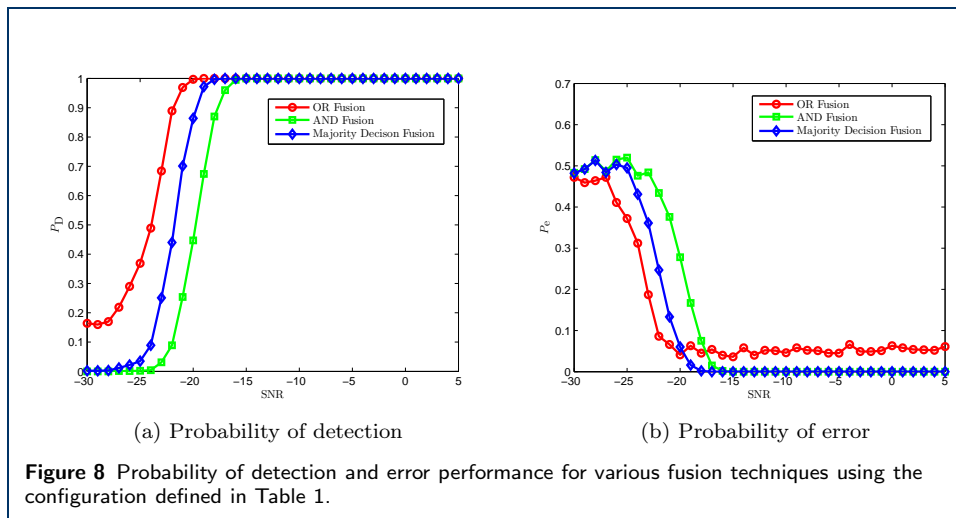 1
0.9
0.8
0.7
0.6
0.5
0.4
0.3
0.2
0.1
0
P_D
−30
−25
−20
−15
−10
−5
0
5
SNR
OR Fusion
AND Fusion
Majority Decison Fusion
(a) Probability of detection
0.7
0.6
0.5
0.4
0.3
0.2
0.1
0
P_e
−30
−25
−20
−15
−10
−5
0
5
SNR
OR Fusion
AND Fusion
Majority Decison Fusion
(b) Probability of error
Figure 8 Probability of detection and error performance for various fusion techniques using the
configuration defined in Table 1.